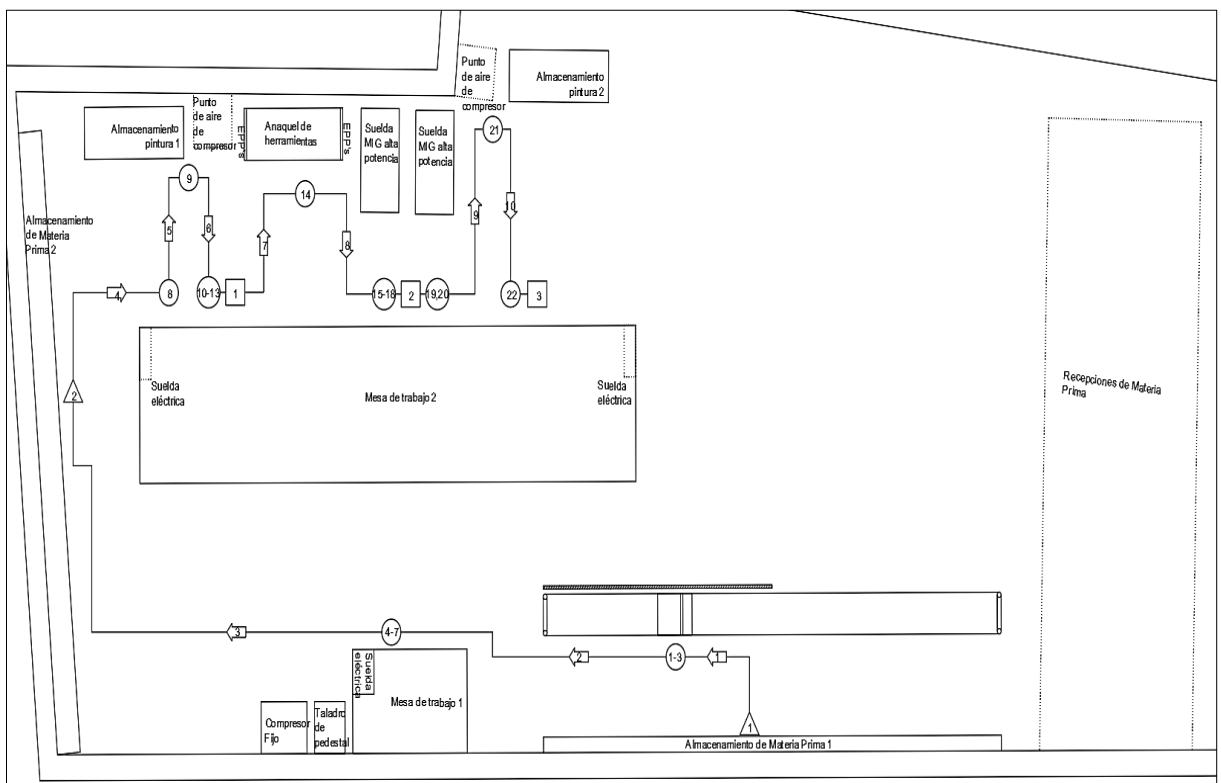 Punto
de aire
de
compresor
Almacenamiento
pintura 2
Almacenamiento
pintura 1
Punto
de aire
de
compresor
EPP's
Anaquel de
herramientas
EPP's
Suelda
MIG alta
potencia
Suelda
MIG alta
potencia
21
9
14
Almacenamiento
de Materia
Prima 2
5
6
7
8
9
10
4
8
10-13
1
15-18
2
19,20
22
3
Suelda
eléctrica
Mesa de trabajo 2
Suelda
eléctrica
Recepciones de Materia
Prima
2
3
4-7
2
1-3
1
Suelda
eléctrica
Mesa de trabajo 1
Compresor
Fijo
Taladro
de
pedestal
1
Almacenamiento de Materia Prima 1